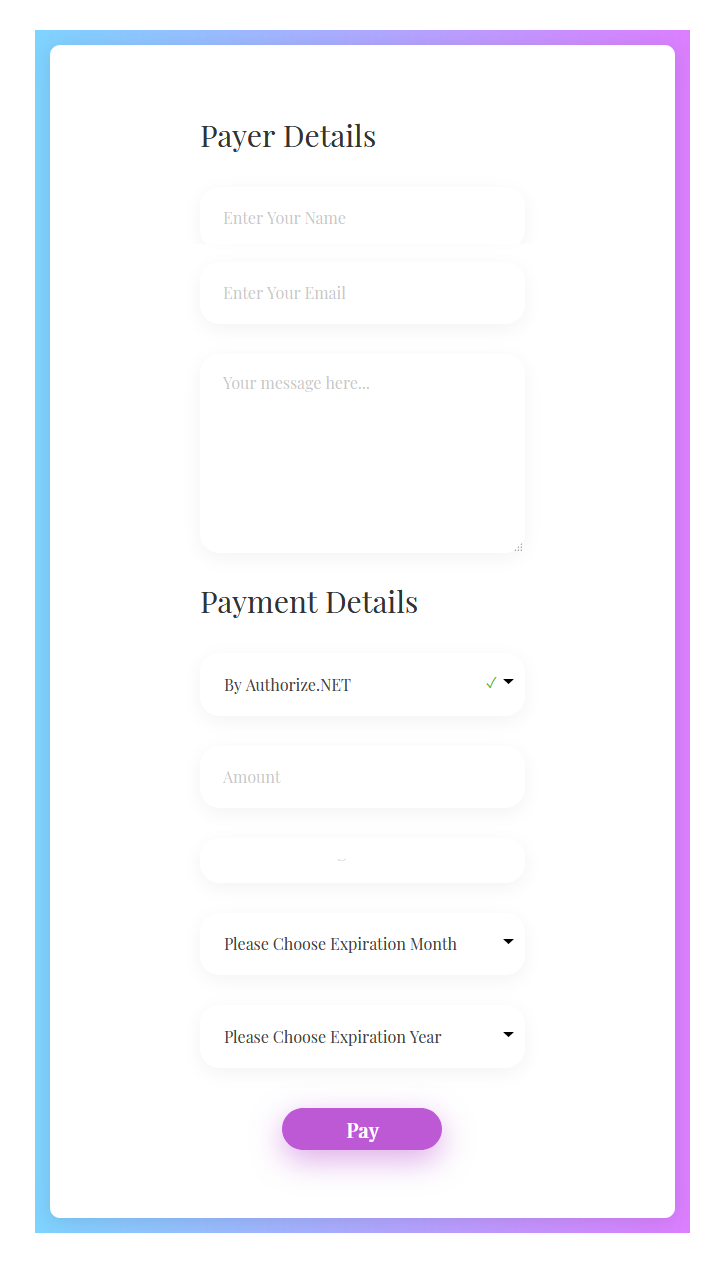 Payer Details
Enter Your Name
Enter Your Email
Your message here...
Payment Details
By Authorize.NET ✓
Amount
~
Please Choose Expiration Month
Please Choose Expiration Year
Pay